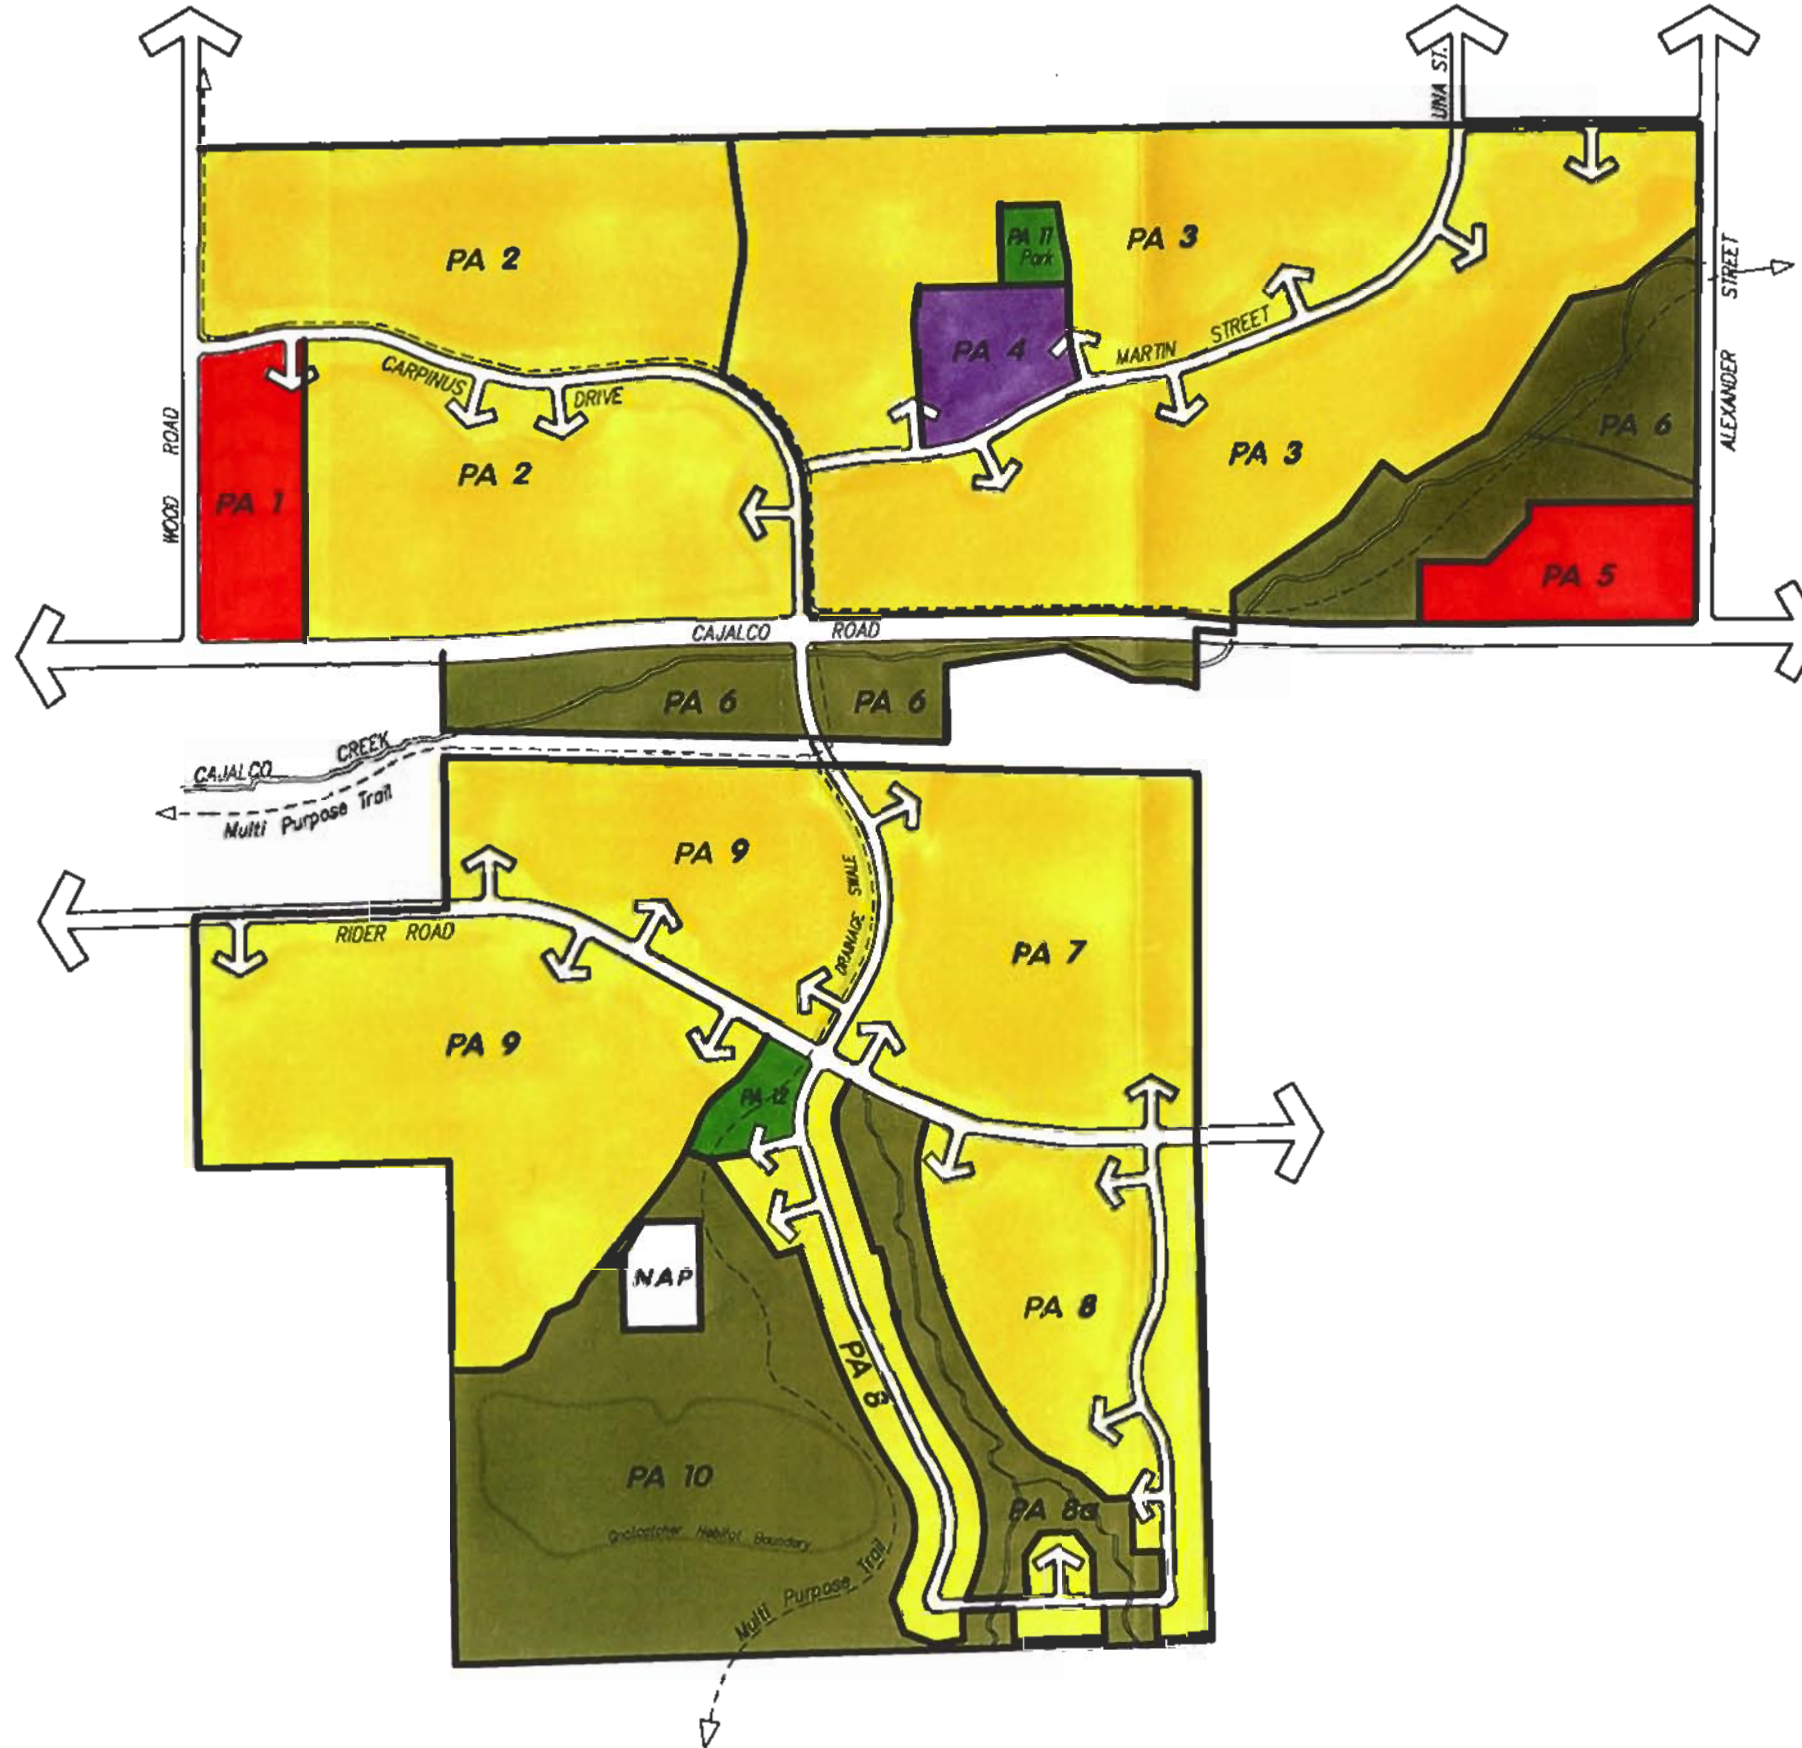 UNA ST.
PA 2
PA 11
Park
PA 3
PA 4
MARTIN STREET
ALEXANDER STREET
CARPINUS DRIVE
WOOD ROAD
PA 1
PA 2
PA 3
PA 6
PA 5
CAJALCO ROAD
PA 6
PA 6
CAJALCO CREEK
Multi Purpose Trail
PA 9
DRAINAGE SWALE
RIDER ROAD
PA 7
PA 9
PA 12
NAP
PA 8
PA 8
PA 10
PA 8a
Gnatcatcher Habitat Boundary
Multi Purpose Trail